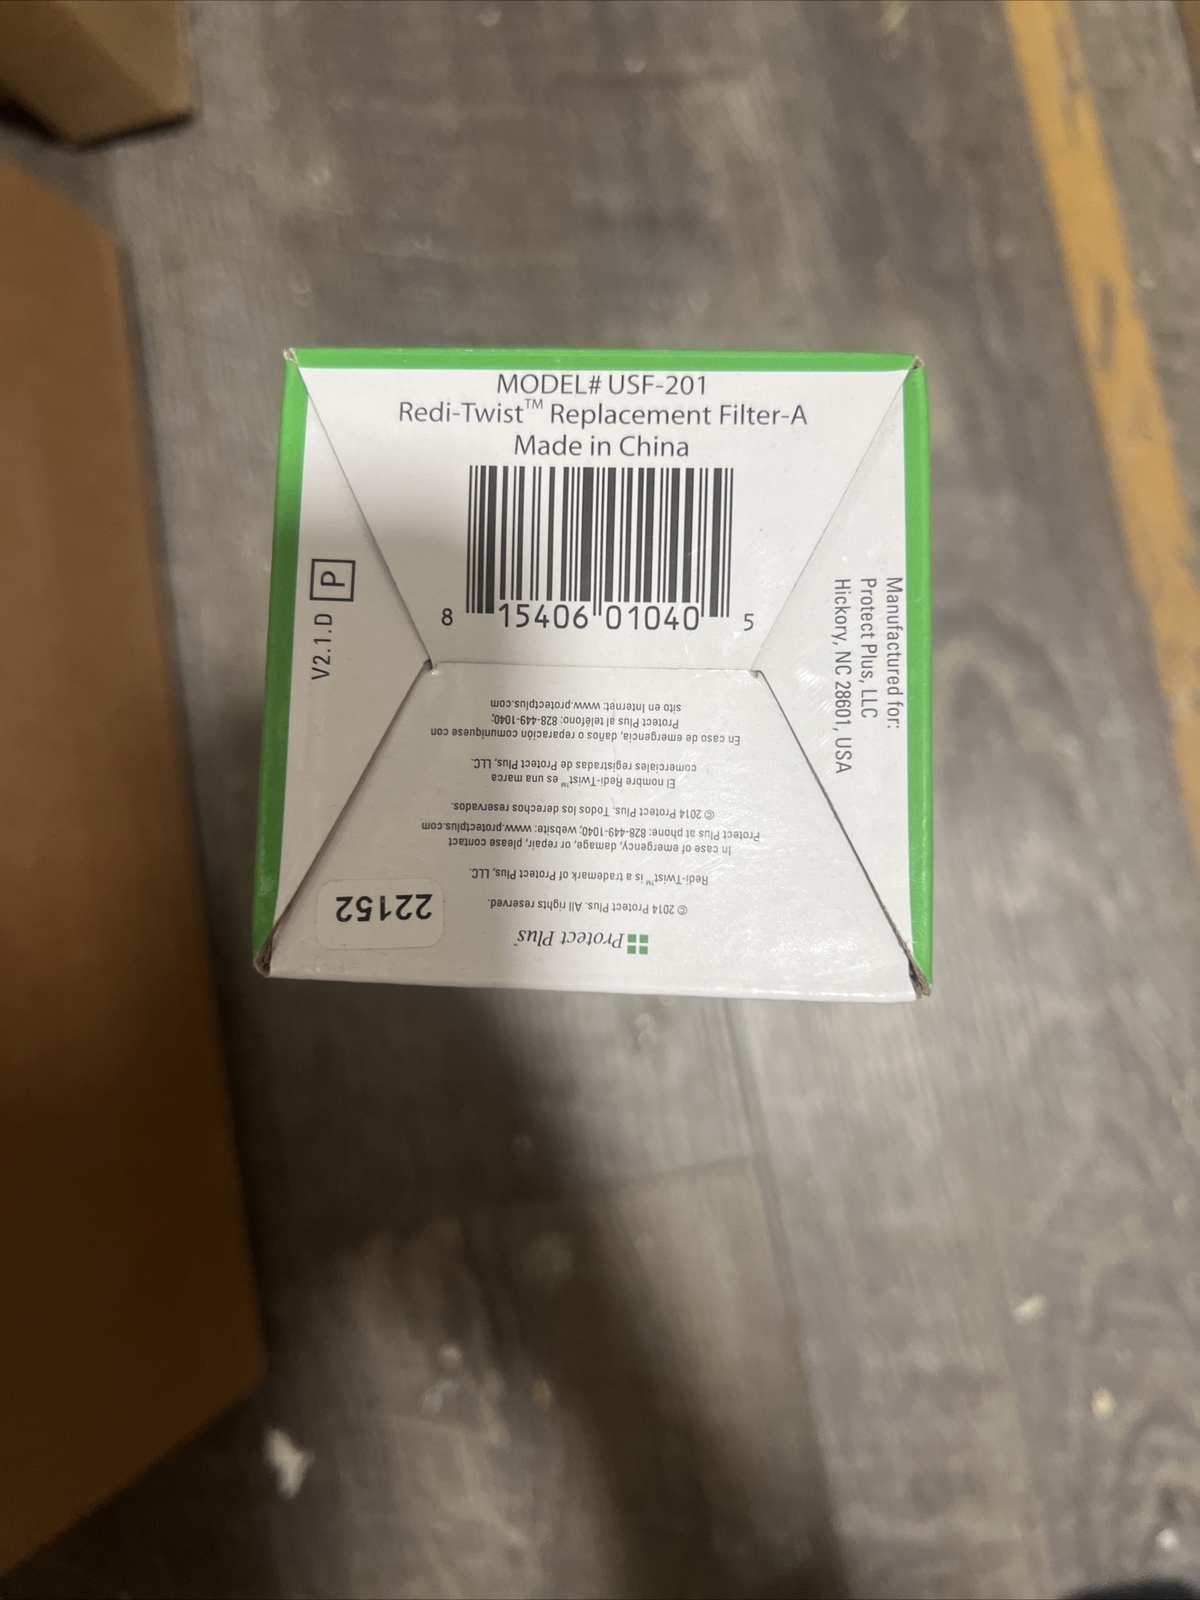 MODEL# USF-201
Redi-Twist™ Replacement Filter-A
Made in China
8 15406 01040 5
V2.1.D P
Manufactured for:
Protect Plus, LLC
Hickory, NC 28601, USA
Protect Plus™
© 2014 Protect Plus. All rights reserved.
Redi-Twist™ is a trademark of Protect Plus, LLC.
In case of emergency, damage, or repair, please contact
Protect Plus at phone: 828-449-1040; website: www.protectplus.com
© 2014 Protect Plus. Todos los derechos reservados.
El nombre Redi-Twist™ es una marca
comerciales registradas de Protect Plus, LLC.
En caso de emergencia, daños o reparación comuníquese con
Protect Plus al teléfono: 828-449-1040;
sitio en Internet: www.protectplus.com
22152